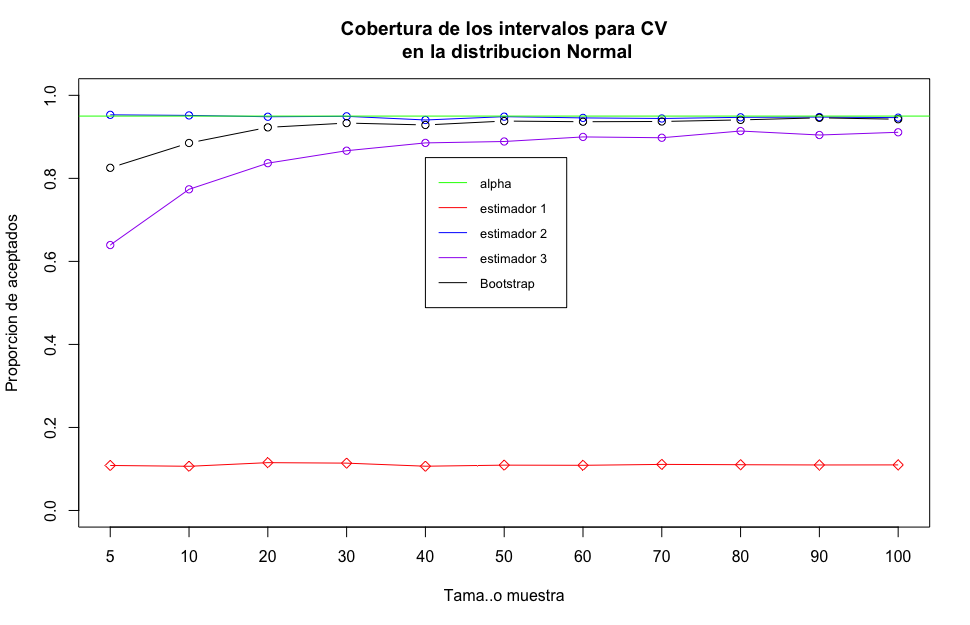 Cobertura de los intervalos para CV
en la distribucion Normal
Proporcion de aceptados
1.0
0.8
0.6
0.4
0.2
0.0
alpha
estimador 1
estimador 2
estimador 3
Bootstrap
5 10 20 30 40 50 60 70 80 90 100
Tama..o muestra